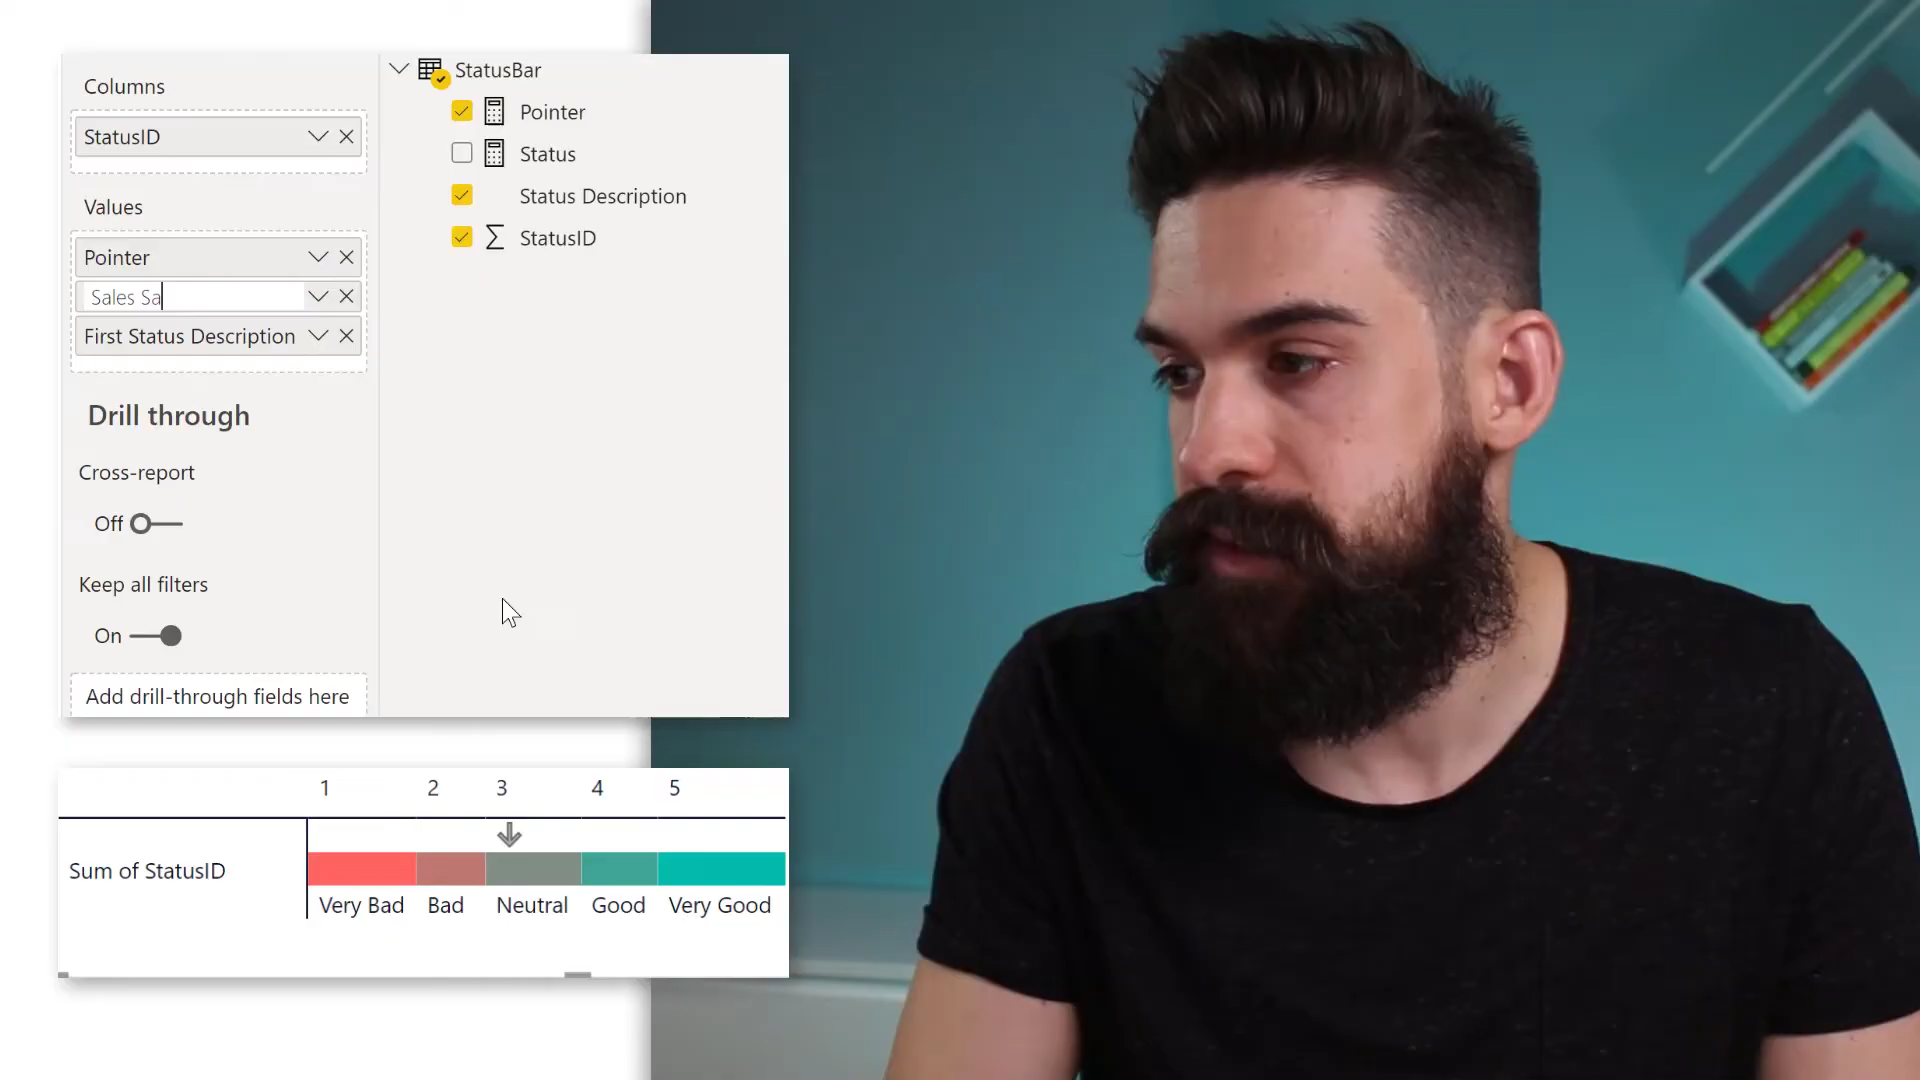 Columns
StatusID
Values
Pointer
Sales Sa
First Status Description
Drill through
Cross-report
Off
Keep all filters
On
Add drill-through fields here
StatusBar
Pointer
Status
Status Description
StatusID
1 2 3 4 5
Sum of StatusID
Very Bad Bad Neutral Good Very Good